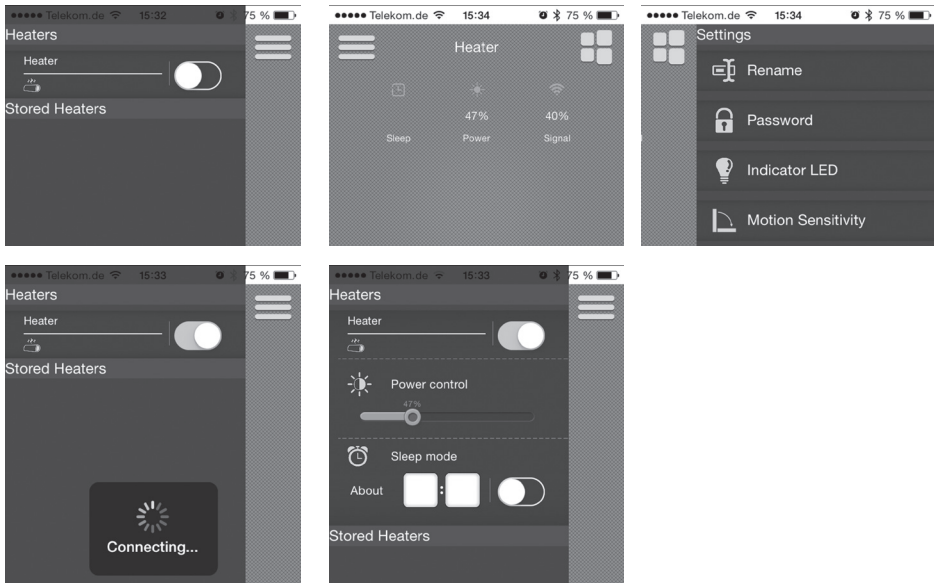 Telekom.de 15:32 75 %
Heaters
Heater
Stored Heaters
Telekom.de 15:34 75 %
Heater
47% 40%
Sleep Power Signal
Telekom.de 15:34 75 %
Settings
Rename
Password
Indicator LED
Motion Sensitivity
Telekom.de 15:33 75 %
Heaters
Heater
Stored Heaters
Connecting...
Telekom.de 15:33 75 %
Heaters
Heater
Power control
47%
Sleep mode
About :
Stored Heaters